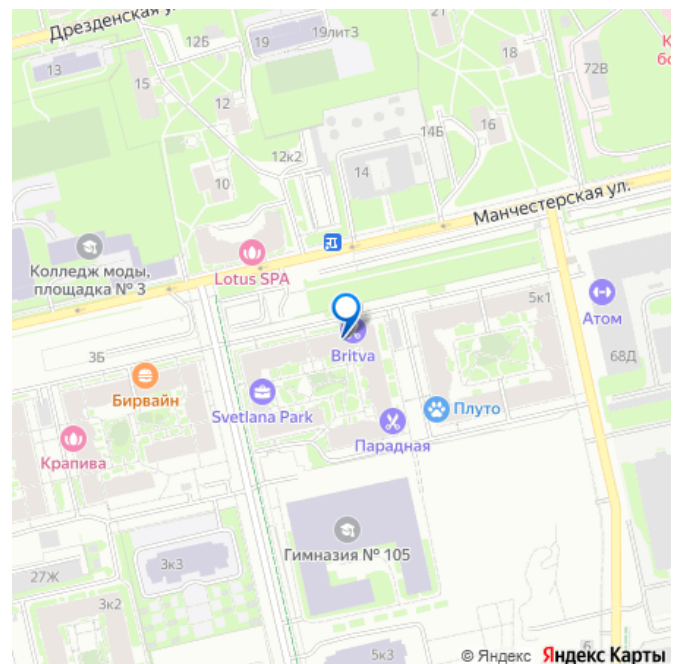 Дрезденская у
12Б
19
19лит3
21
13
15
18
72В
К
бо
12
14Б
16
12к2
14
10
Манчестерская ул.
Колледж моды,
площадка № 3
Lotus SPA
5к1
Атом
3Б
Britva
68Д
Бирвайн
Svetlana Park
Плуто
Парадная
Крапива
Гимназия № 105
3к3
27Ж
3к2
5к3
© Яндекс Яндекс Карты